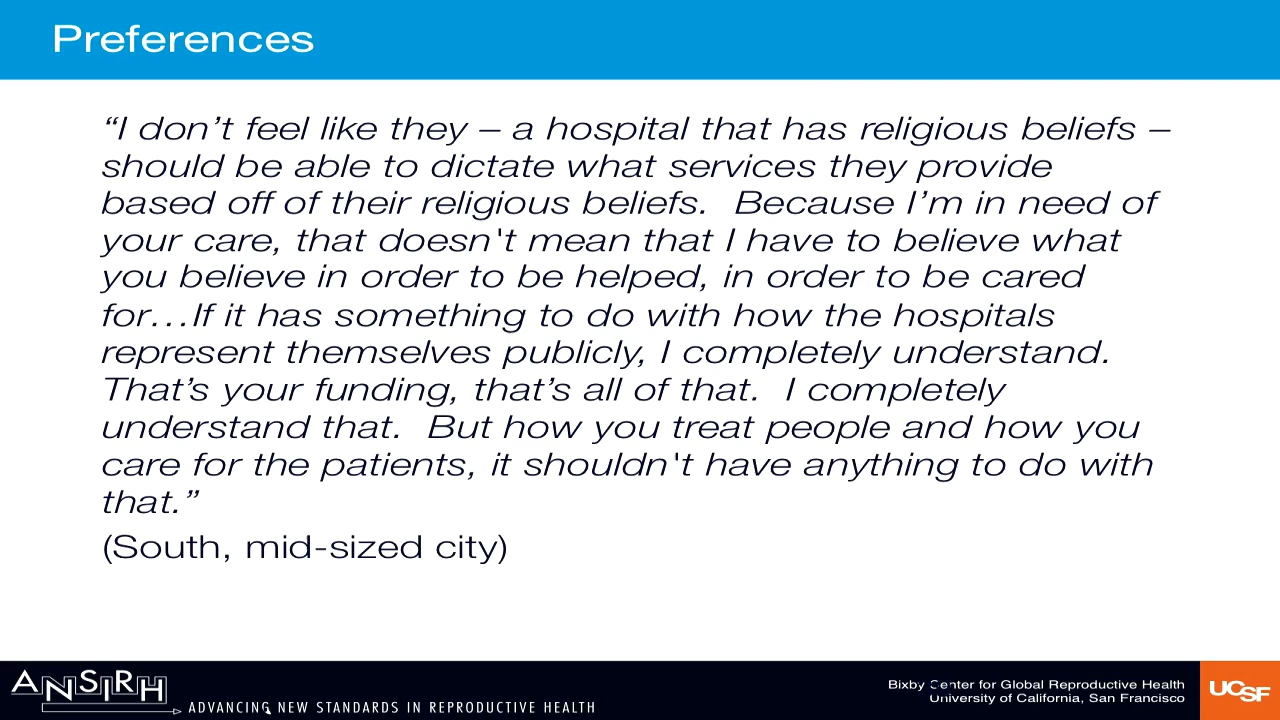 Preferences
“I don’t feel like they – a hospital that has religious beliefs –
should be able to dictate what services they provide
based off of their religious beliefs.  Because I’m in need of
your care, that doesn't mean that I have to believe what
you believe in order to be helped, in order to be cared
for…If it has something to do with how the hospitals
represent themselves publicly, I completely understand.
That’s your funding, that’s all of that.  I completely
understand that.  But how you treat people and how you
care for the patients, it shouldn't have anything to do with
that.”
(South, mid-sized city)
ANSIRH
ADVANCING NEW STANDARDS IN REPRODUCTIVE HEALTH
Bixby Center for Global Reproductive Health
University of California, San Francisco
UCSF